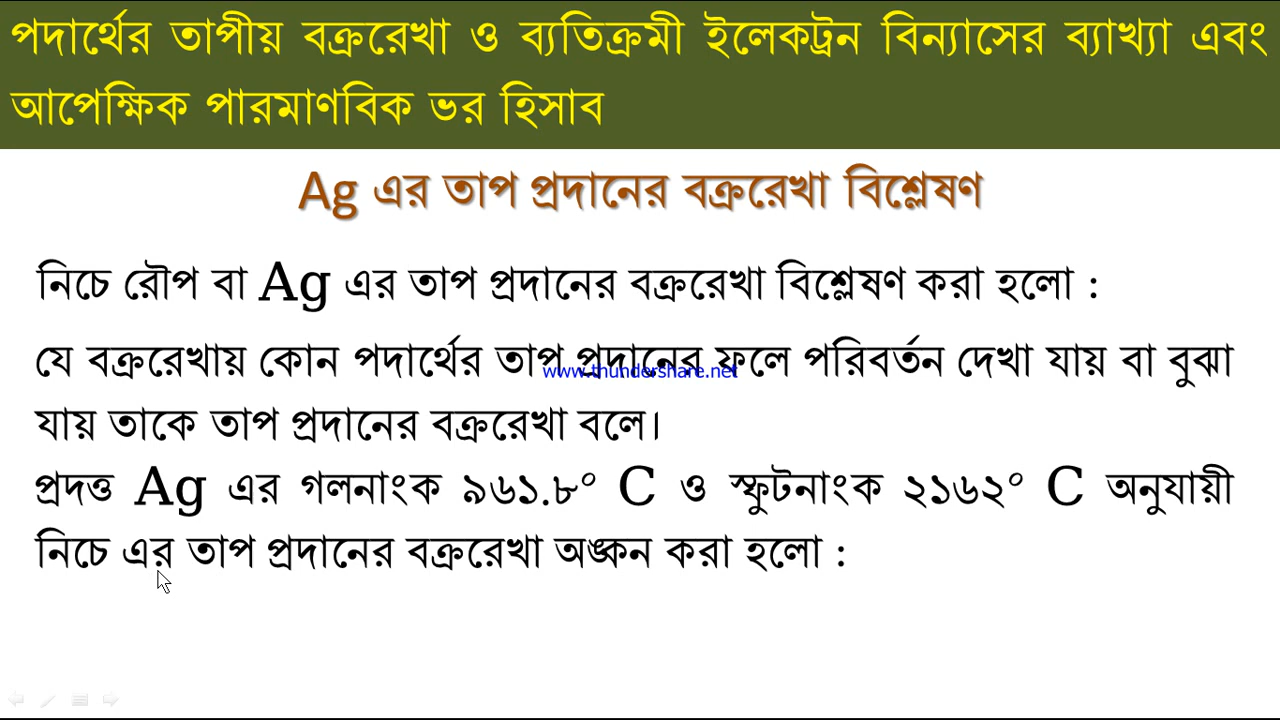 পদার্থের তাপীয় বক্ররেখা ও ব্যতিক্রমী ইলেকট্রন বিন্যাসের ব্যাখ্যা এবং
আপেক্ষিক পারমাণবিক ভর হিসাব
Ag এর তাপ প্রদানের বক্ররেখা বিশ্লেষণ
নিচে রৌপ বা Ag এর তাপ প্রদানের বক্ররেখা বিশ্লেষণ করা হলো :
যে বক্ররেখায় কোন পদার্থের তাপ প্রদানের ফলে পরিবর্তন দেখা যায় বা বুঝা
www.thundershare.net
যায় তাকে তাপ প্রদানের বক্ররেখা বলে।
প্রদত্ত Ag এর গলনাংক ৯৬১.৮° C ও স্ফুটনাংক ২১৬২° C অনুযায়ী
নিচে এর তাপ প্রদানের বক্ররেখা অঙ্কন করা হলো :